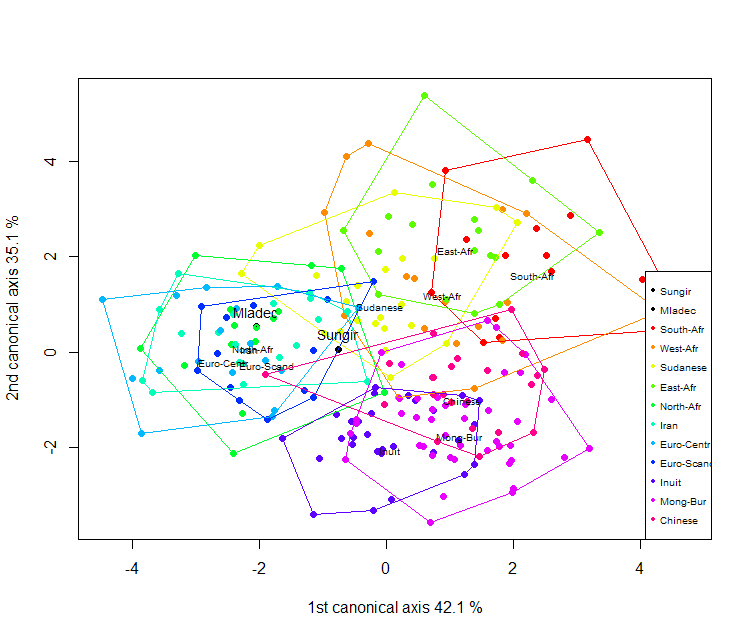 2nd canonical axis 35.1 %
4
2
0
-2
East-Afr
South-Afr
West-Afr
Sudanese
Mladec
Sungir
North-Afr
Iran
Euro-Centr
Euro-Scand
Chinese
Mong-Bur
Inuit
Sungir
Mladec
South-Afr
West-Afr
Sudanese
East-Afr
North-Afr
Iran
Euro-Centr
Euro-Scand
Inuit
Mong-Bur
Chinese
-4 -2 0 2 4
1st canonical axis 42.1 %